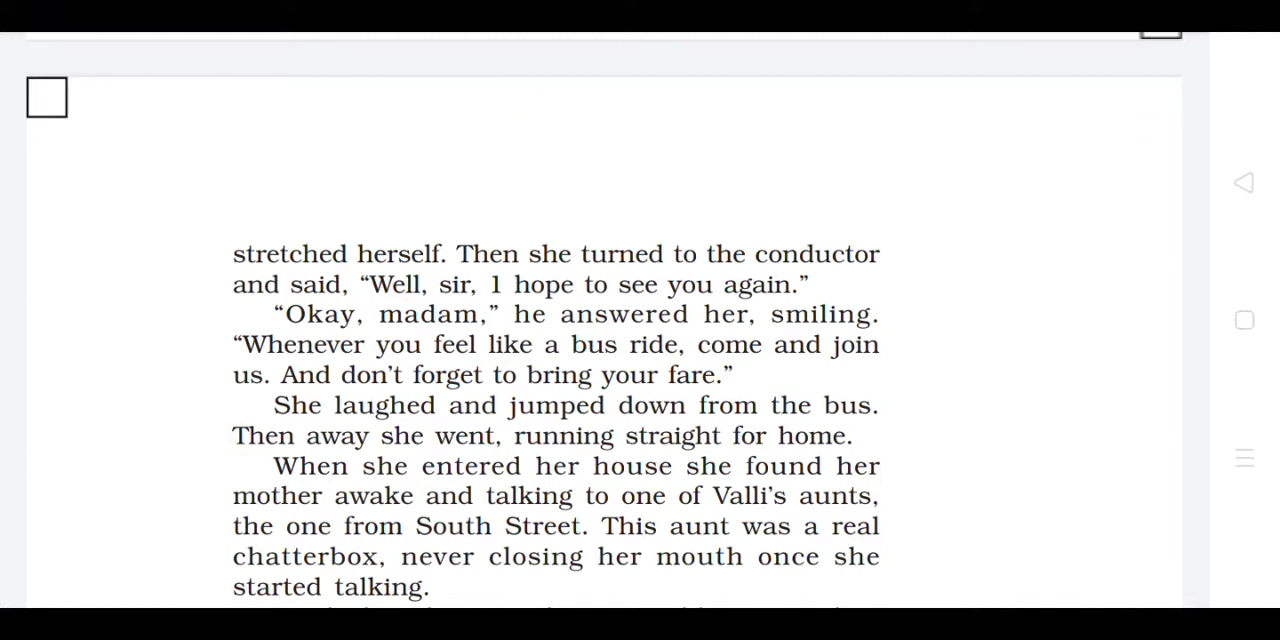 stretched herself. Then she turned to the conductor
and said, “Well, sir, 1 hope to see you again.”
“Okay, madam,” he answered her, smiling.
“Whenever you feel like a bus ride, come and join
us. And don’t forget to bring your fare.”
She laughed and jumped down from the bus.
Then away she went, running straight for home.
When she entered her house she found her
mother awake and talking to one of Valli’s aunts,
the one from South Street. This aunt was a real
chatterbox, never closing her mouth once she
started talking.